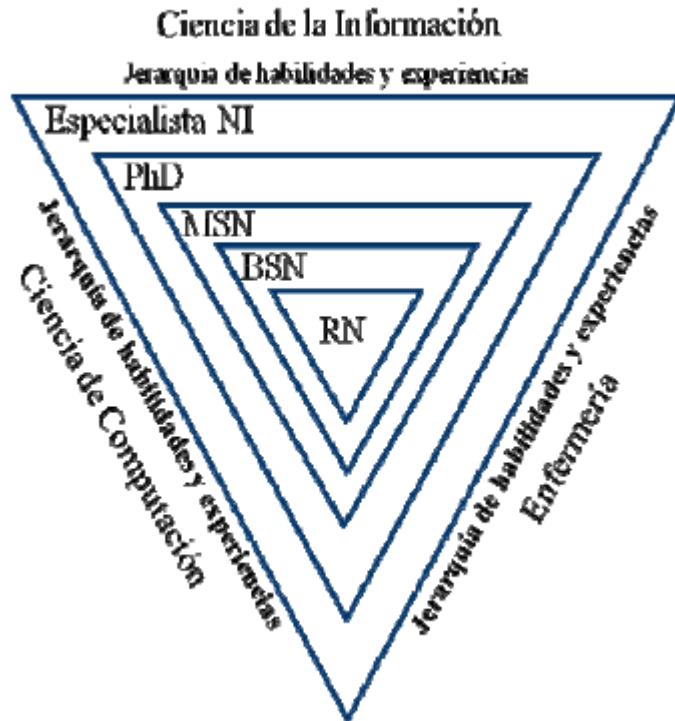 Ciencia de la Información
Jerarquía de habilidades y experiencias
Especialista NI
PhD
MSN
BSN
RN
Jerarquía de habilidades y experiencias
Ciencia de Computación
Jerarquía de habilidades y experiencias
Enfermería